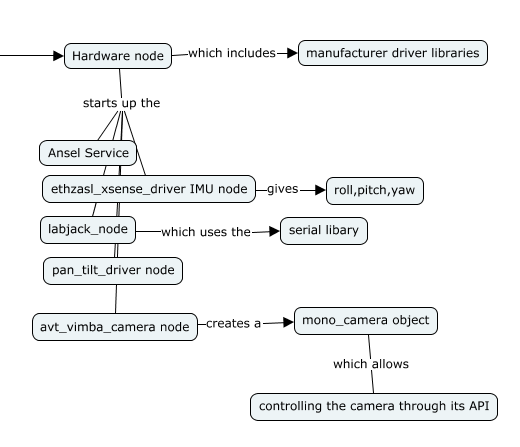 Hardware node
which includes
manufacturer driver libraries
starts up the
Ansel Service
ethzasl_xsense_driver IMU node
gives
roll,pitch,yaw
labjack_node
which uses the
serial libary
pan_tilt_driver node
avt_vimba_camera node
creates a
mono_camera object
which allows
controlling the camera through its API